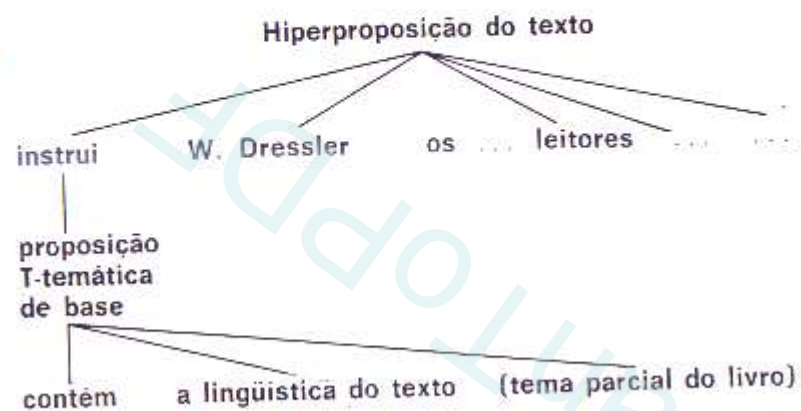 Hiperproposição do texto
instrui W. Dressler os ... leitores ... ...
proposição
T-temática
de base
contém a lingüística do texto (tema parcial do livro)